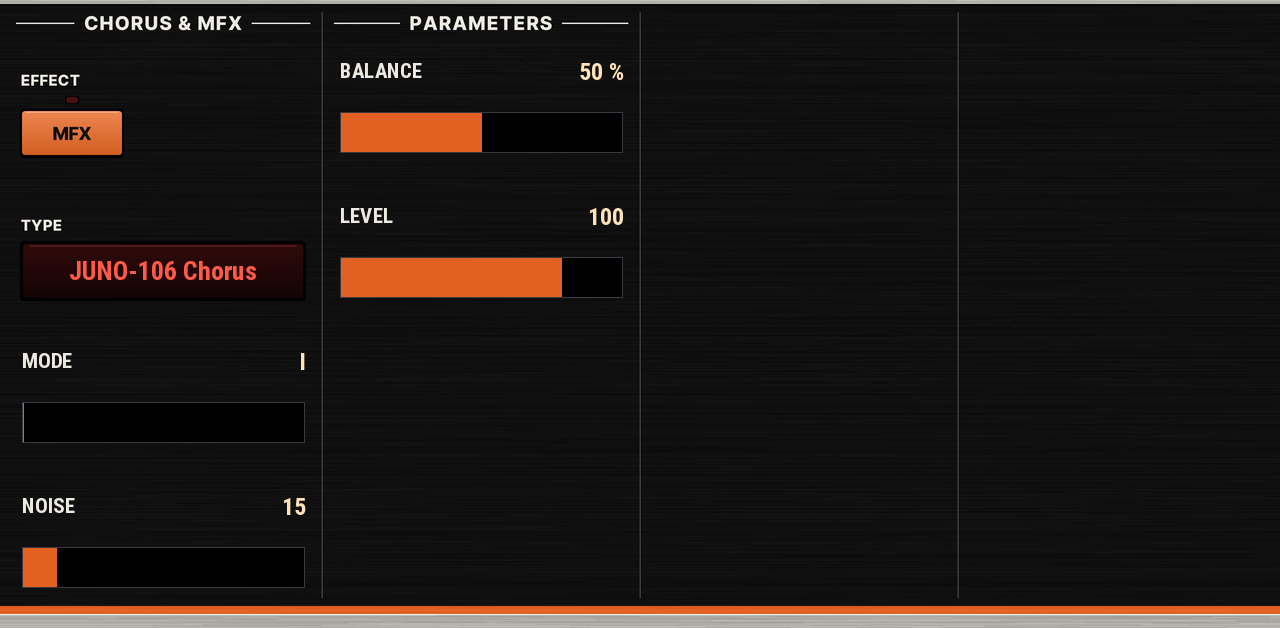 CHORUS & MFX
EFFECT
MFX
TYPE
JUNO-106 Chorus
MODE I
NOISE 15
PARAMETERS
BALANCE 50 %
LEVEL 100